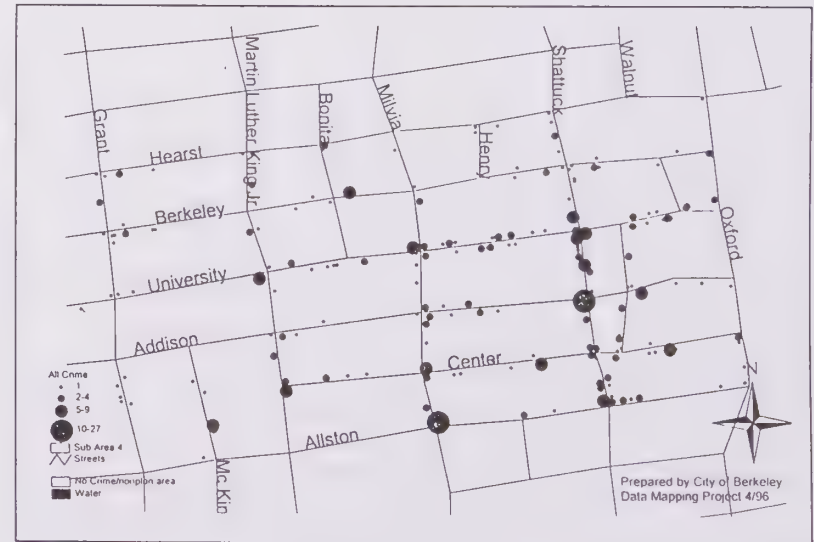 Grant
Martin Luther King Jr
Bonita
Milvia
Henry
Shattuck
Walnut
Oxford
Hearst
Berkeley
University
Addison
Center
Allston
Mc Kin
N
All Crime
1
2-4
5-9
10-27
Sub Area 4
Streets
No Crime/nonpion area
Water
Prepared by City of Berkeley
Data Mapping Project 4/96